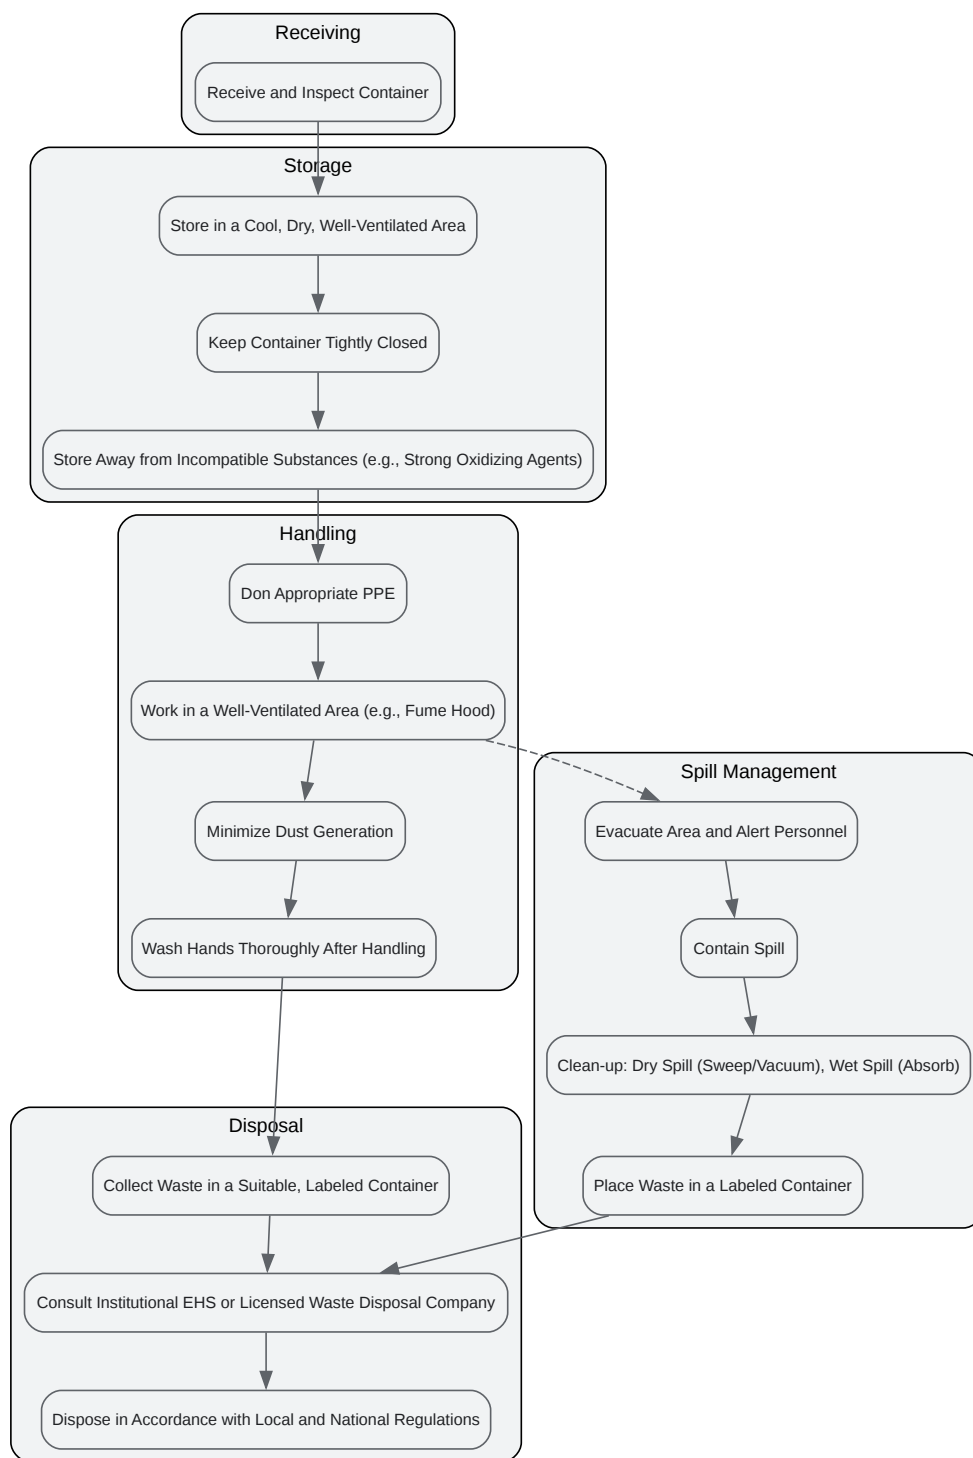 Receiving
Receive and Inspect Container
Storage
Store in a Cool, Dry, Well-Ventilated Area
Keep Container Tightly Closed
Store Away from Incompatible Substances (e.g., Strong Oxidizing Agents)
Handling
Don Appropriate PPE
Work in a Well-Ventilated Area (e.g., Fume Hood)
Minimize Dust Generation
Wash Hands Thoroughly After Handling
Spill Management
Evacuate Area and Alert Personnel
Contain Spill
Clean-up: Dry Spill (Sweep/Vacuum), Wet Spill (Absorb)
Place Waste in a Labeled Container
Disposal
Collect Waste in a Suitable, Labeled Container
Consult Institutional EHS or Licensed Waste Disposal Company
Dispose in Accordance with Local and National Regulations